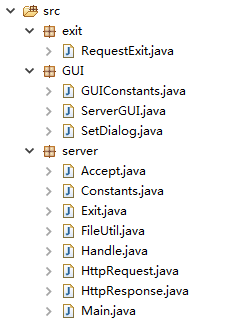 src
exit
RequestExit.java
GUI
GUIConstants.java
ServerGUI.java
SetDialog.java
server
Accept.java
Constants.java
Exit.java
FileUtil.java
Handle.java
HttpRequest.java
HttpResponse.java
Main.java